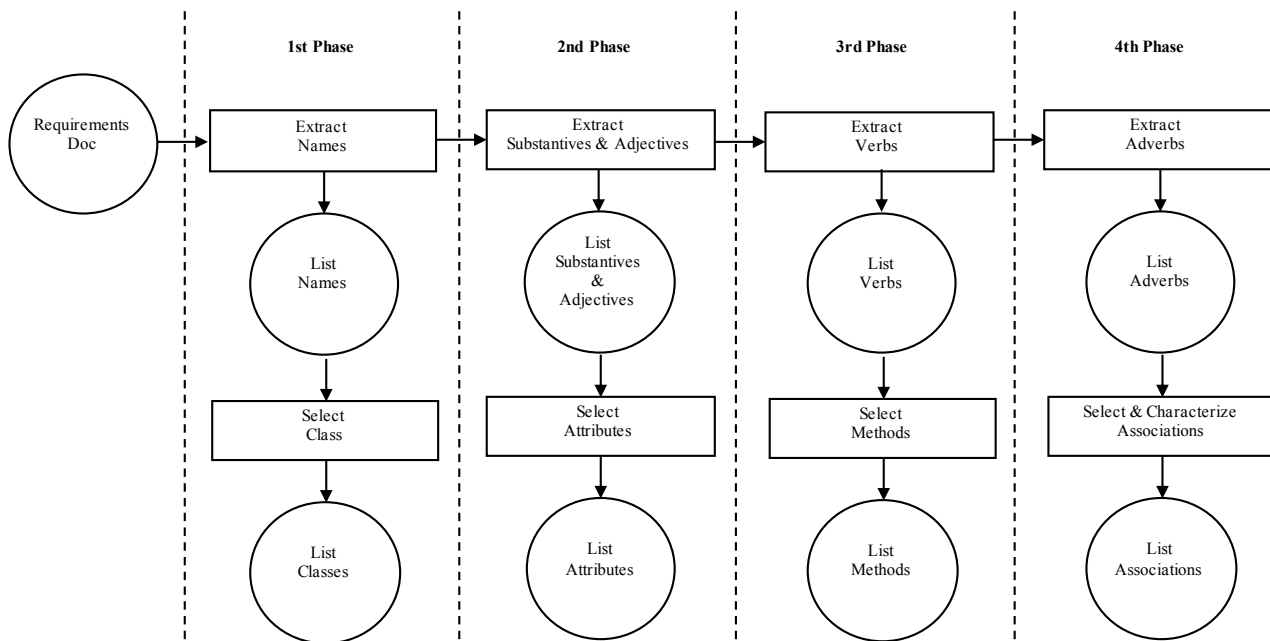 1st Phase
2nd Phase
3rd Phase
4th Phase
Requirements
Doc
Extract
Names
Extract
Substantives & Adjectives
Extract
Verbs
Extract
Adverbs
List
Names
List
Substantives
&
Adjectives
List
Verbs
List
Adverbs
Select
Class
Select
Attributes
Select
Methods
Select & Characterize
Associations
List
Classes
List
Attributes
List
Methods
List
Associations